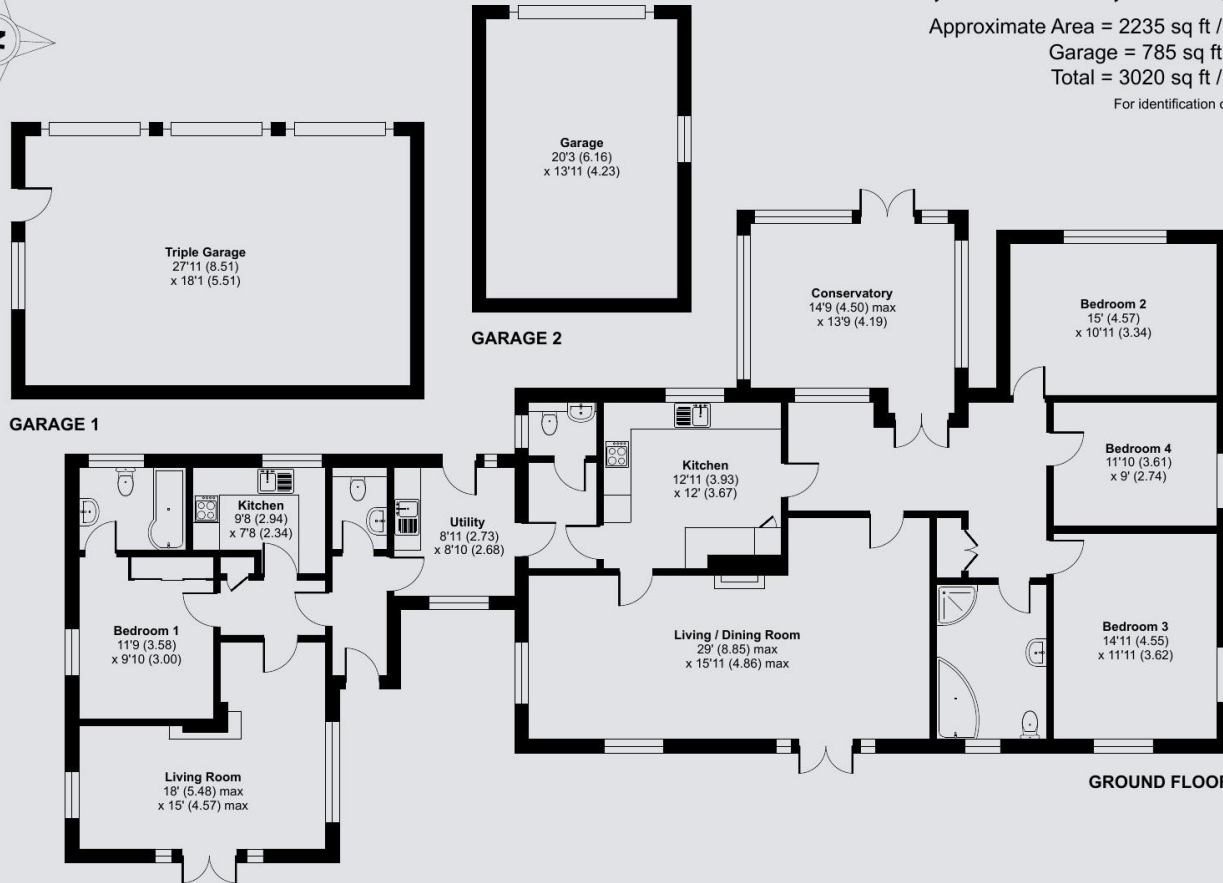 Approximate Area = 2235 sq ft /
Garage = 785 sq ft
Total = 3020 sq ft /
For identification
N
Garage
20'3 (6.16)
x 13'11 (4.23)
GARAGE 2
Triple Garage
27'11 (8.51)
x 18'1 (5.51)
GARAGE 1
Conservatory
14'9 (4.50) max
x 13'9 (4.19)
Bedroom 2
15' (4.57)
x 10'11 (3.34)
Kitchen
9'8 (2.94)
x 7'8 (2.34)
Utility
8'11 (2.73)
x 8'10 (2.68)
Kitchen
12'11 (3.93)
x 12' (3.67)
Bedroom 4
11'10 (3.61)
x 9' (2.74)
Bedroom 1
11'9 (3.58)
x 9'10 (3.00)
Living / Dining Room
29' (8.85) max
x 15'11 (4.86) max
Bedroom 3
14'11 (4.55)
x 11'11 (3.62)
Living Room
18' (5.48) max
x 15' (4.57) max
GROUND FLOOR